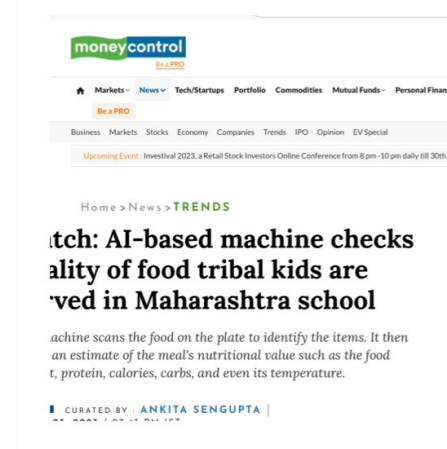 moneycontrol
Be a PRO
Markets News Tech/Startups Portfolio Commodities Mutual Funds Personal Finan
Be a PRO
Business Markets Stocks Economy Companies Trends IPO Opinion EV Special
Upcoming Event : Investival 2023, a Retail Stock Investors Online Conference from 8 pm -10 pm daily till 30th
Home > News > TRENDS
tch: AI-based machine checks
ality of food tribal kids are
ved in Maharashtra school
achine scans the food on the plate to identify the items. It then
an estimate of the meal's nutritional value such as the food
t, protein, calories, carbs, and even its temperature.
CURATED BY : ANKITA SENGUPTA |